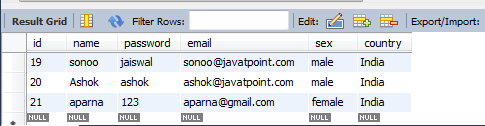 Result Grid Filter Rows: Edit: Export/Import:
id name password email sex country
19 sonoo jaiswal sonoo@javatpoint.com male India
20 Ashok ashok ashok@javatpoint.com male India
21 aparna 123 aparna@gmail.com female India
NULL NULL NULL NULL NULL NULL